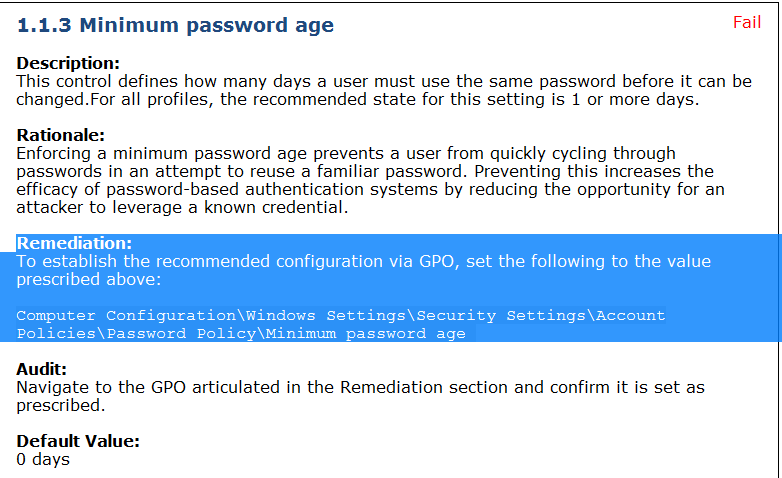 1.1.3 Minimum password age
Fail
Description:
This control defines how many days a user must use the same password before it can be
changed.For all profiles, the recommended state for this setting is 1 or more days.
Rationale:
Enforcing a minimum password age prevents a user from quickly cycling through
passwords in an attempt to reuse a familiar password. Preventing this increases the
efficacy of password-based authentication systems by reducing the opportunity for an
attacker to leverage a known credential.
Remediation:
To establish the recommended configuration via GPO, set the following to the value
prescribed above:
Computer Configuration\Windows Settings\Security Settings\Account
Policies\Password Policy\Minimum password age
Audit:
Navigate to the GPO articulated in the Remediation section and confirm it is set as
prescribed.
Default Value:
0 days